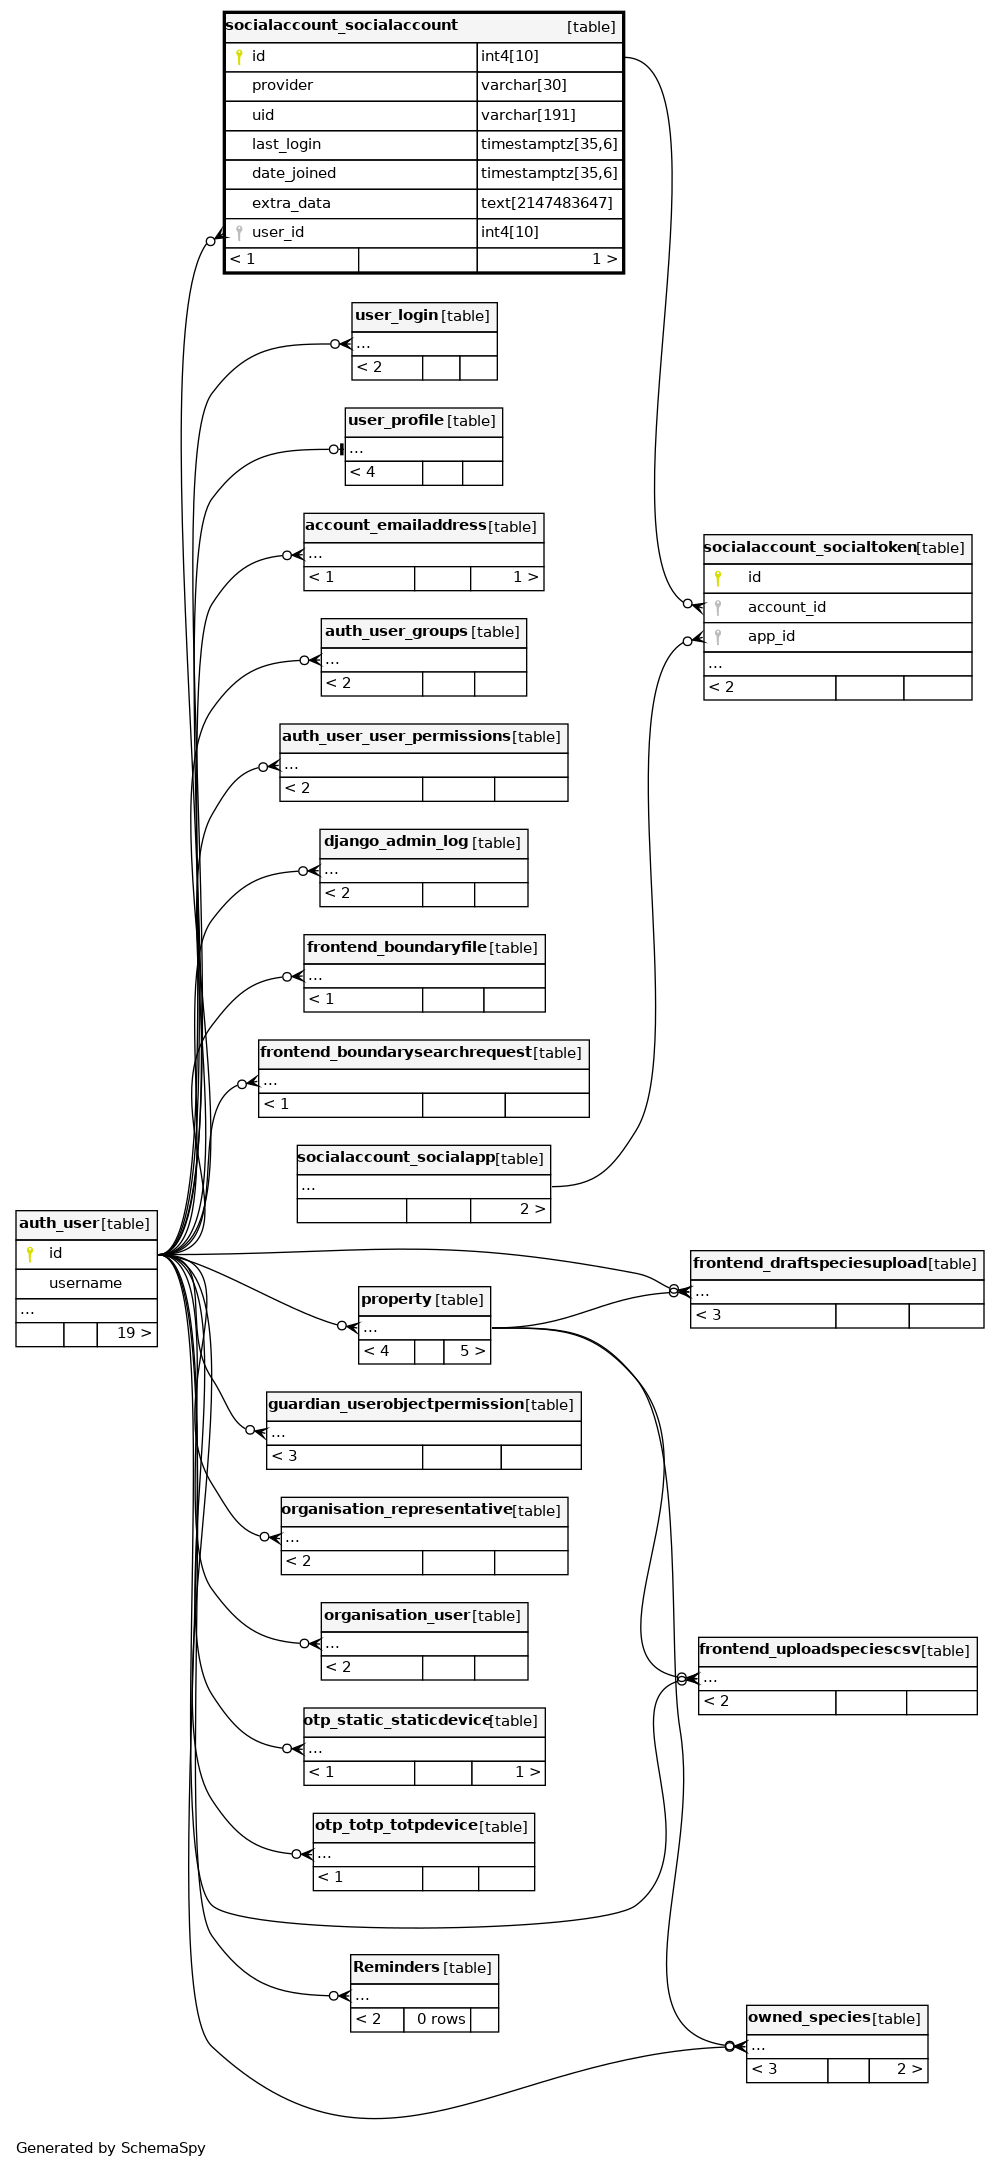 socialaccount_socialaccount [table]
id int4[10]
provider varchar[30]
uid varchar[191]
last_login timestamptz[35,6]
date_joined timestamptz[35,6]
extra_data text[2147483647]
user_id int4[10]
< 1 1 >
user_login [table]
...
< 2
user_profile [table]
...
< 4
account_emailaddress [table]
...
< 1 1 >
auth_user_groups [table]
...
< 2
auth_user_user_permissions [table]
...
< 2
django_admin_log [table]
...
< 2
frontend_boundaryfile [table]
...
< 1
frontend_boundarysearchrequest [table]
...
< 1
socialaccount_socialapp [table]
...
2 >
socialaccount_socialtoken [table]
id
account_id
app_id
...
< 2
auth_user [table]
id
username
...
19 >
property [table]
...
< 4 5 >
frontend_draftspeciesupload [table]
...
< 3
guardian_userobjectpermission [table]
...
< 3
organisation_representative [table]
...
< 2
organisation_user [table]
...
< 2
otp_static_staticdevice [table]
...
< 1 1 >
otp_totp_totpdevice [table]
...
< 1
frontend_uploadspeciescsv [table]
...
< 2
Reminders [table]
...
< 2 0 rows
owned_species [table]
...
< 3 2 >
Generated by SchemaSpy